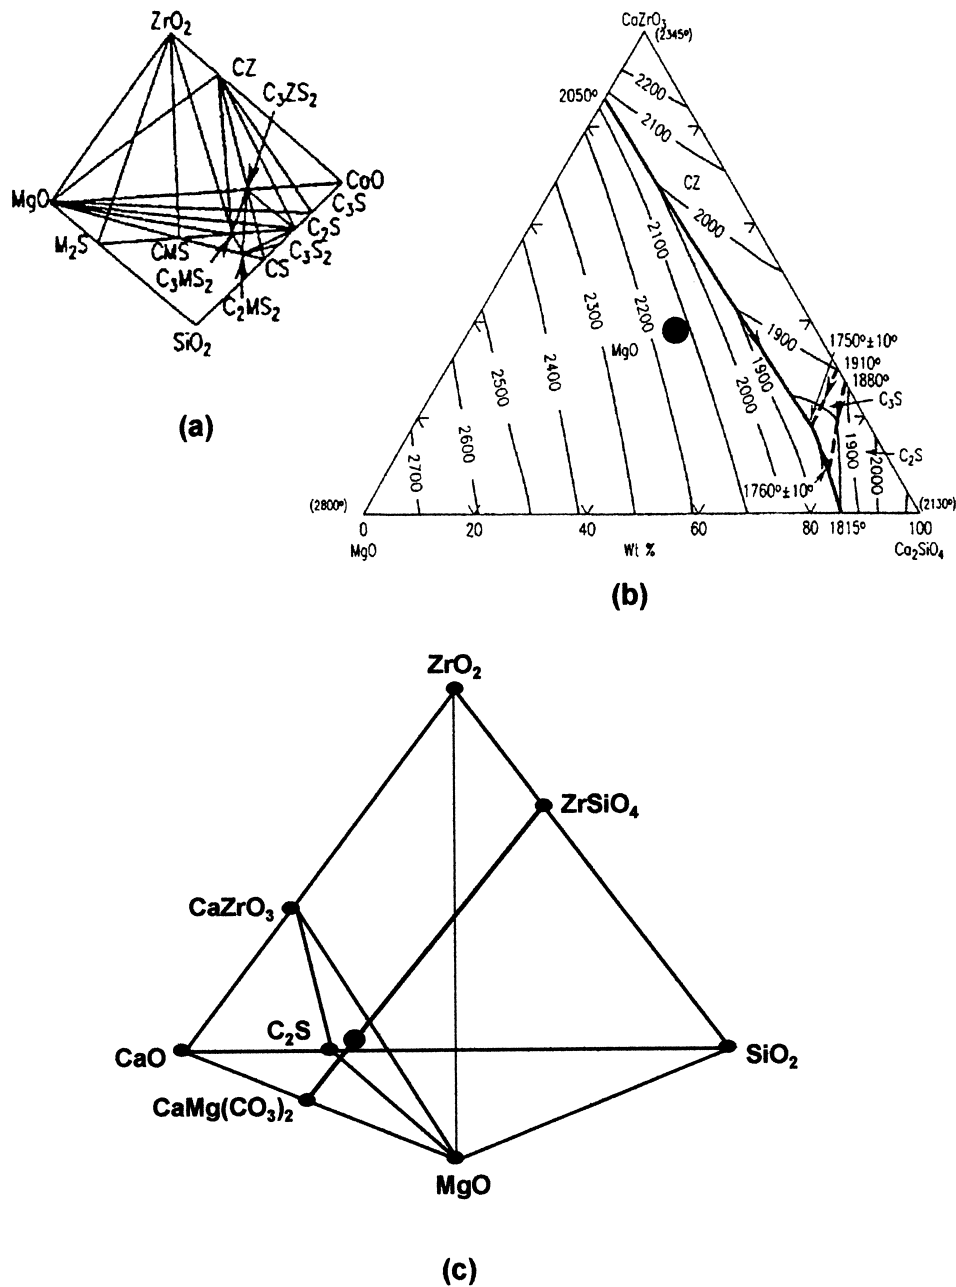 ZrO₂
CZ
C₃ZS₂
MgO
CaO
C₃S
C₂S
M₂S
CMS
C₃S₂
C₃MS₂
CS
C₂MS₂
SiO₂
(a)
CaZrO₃
(2345°)
2050°
2200
2100
CZ
2000
2100
2300
2200
MgO
1900
1750°±10°
1910°
1880°
2400
1900
C₃S
2500
2000
C₂S
2600
1900
2700
2000
1760°±10°
(2800°)
(2130°)
0
20
40
60
80
1815°
100
MgO
Wt %
Ca₂SiO₄
(b)
ZrO₂
ZrSiO₄
CaZrO₃
C₂S
CaO
SiO₂
CaMg(CO₃)₂
MgO
(c)